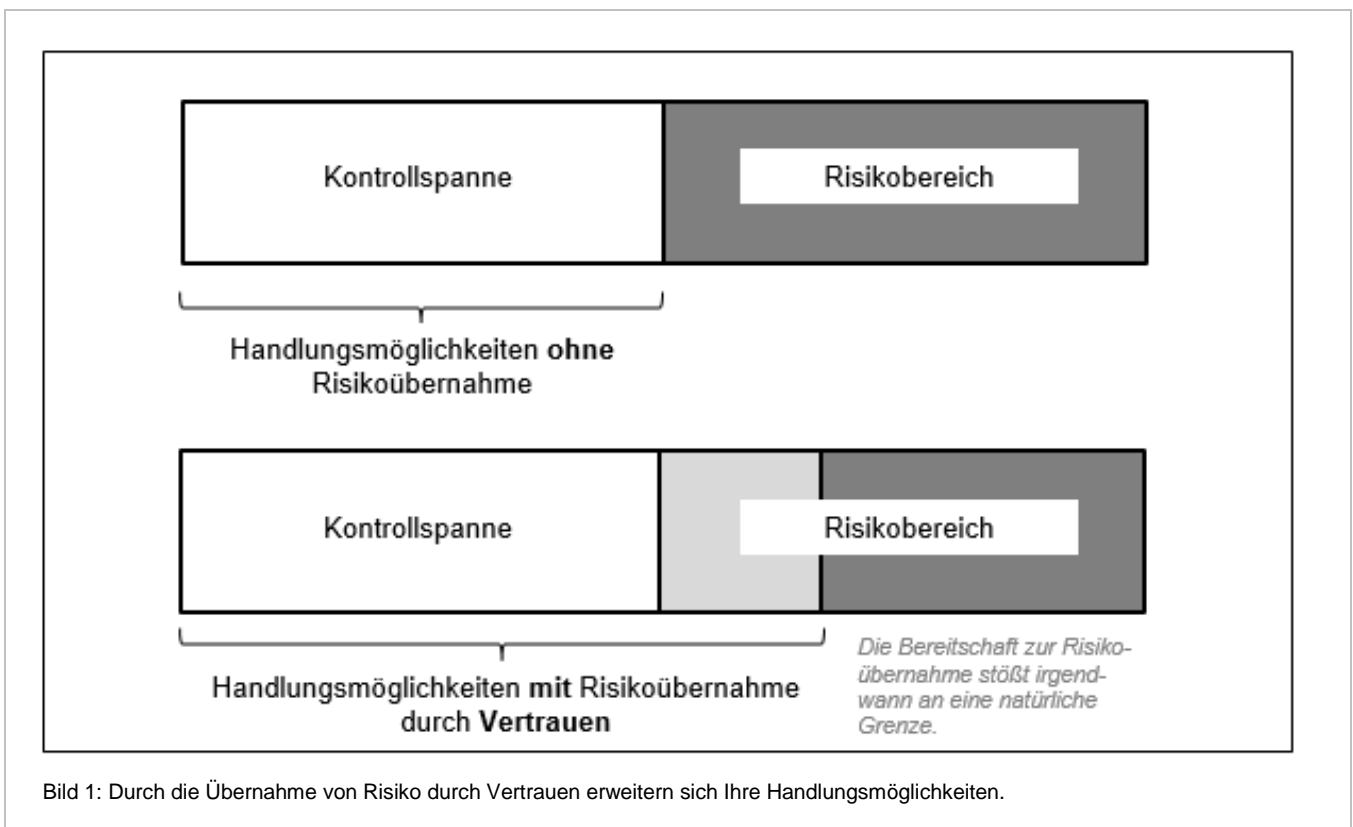 Kontrollspanne
Risikobereich
Handlungsmöglichkeiten ohne
Risikoübernahme
Kontrollspanne
Risikobereich
Handlungsmöglichkeiten mit Risikoübernahme
durch Vertrauen
Die Bereitschaft zur Risiko-
übernahme stößt irgend-
wann an eine natürliche
Grenze.
Bild 1: Durch die Übernahme von Risiko durch Vertrauen erweitern sich Ihre Handlungsmöglichkeiten.